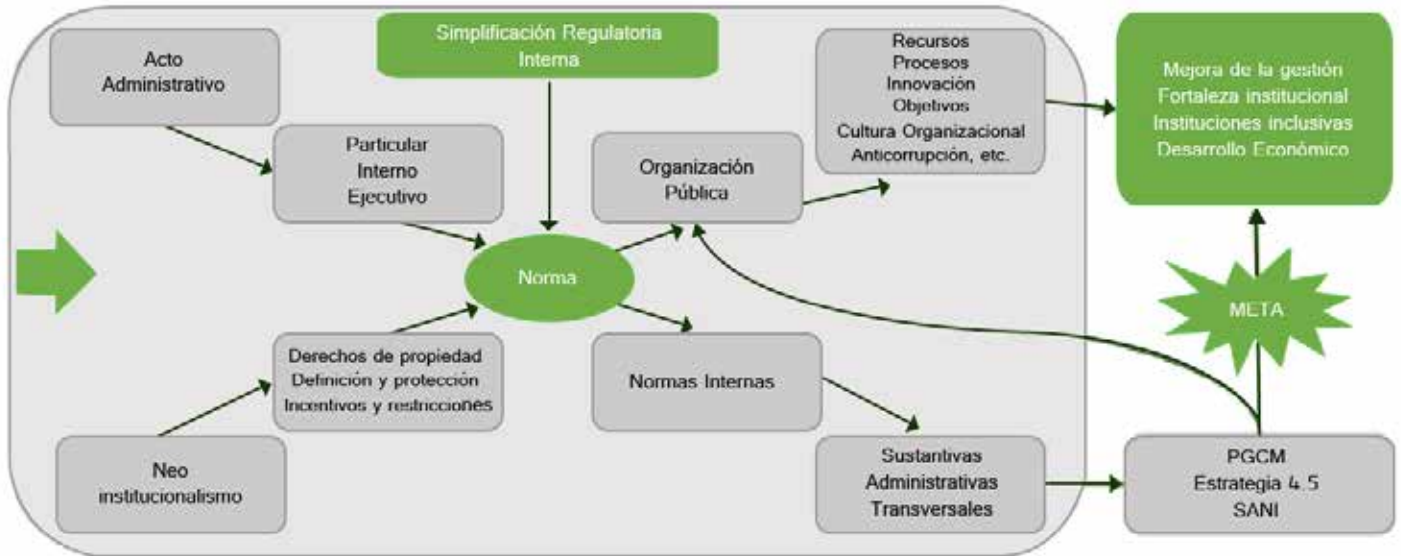 Acto
Administrativo
Simplificación Regulatoria
Interna
Recursos
Procesos
Innovación
Objetivos
Cultura Organizacional
Anticorrupción, etc.
Mejora de la gestión
Fortaleza institucional
Instituciones inclusivas
Desarrollo Económico
Particular
Interno
Ejecutivo
Organización
Pública
Norma
META
Derechos de propiedad
Definición y protección
Incentivos y restricciones
Normas Internas
Neo
institucionalismo
Sustantivas
Administrativas
Transversales
PGCM
Estrategia 4.5
SANI